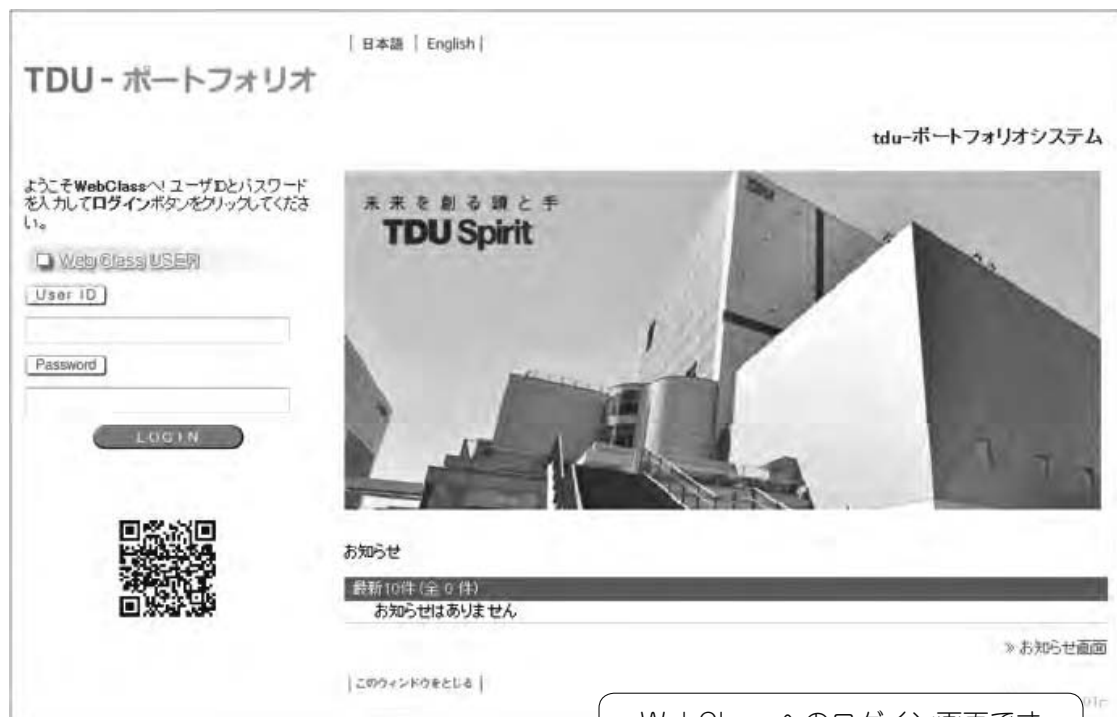 | 日本語 | English |
TDU - ポートフォリオ
tdu-ポートフォリオシステム
ようこそWebClassへ! ユーザIDとパスワード
を入力してログインボタンをクリックしてくださ
い。
Web Class USER
User ID
Password
LOGIN
未来を創る頭と手
TDU Spirit
お知らせ
最新10件(全 0 件)
お知らせはありません
» お知らせ画面
| このウィンドウをとじる |